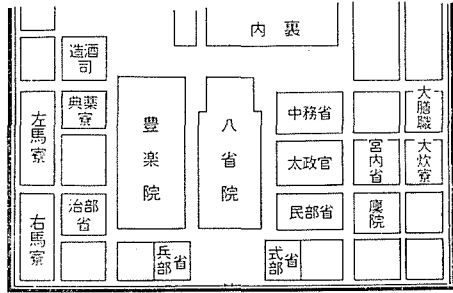 内裏
造酒
司
典薬
寮
左馬寮
豊楽院
八省院
中務省
大膳職
太政官
宮内省
大炊寮
治部
省
右馬寮
民部省
廩院
兵部省
式部省